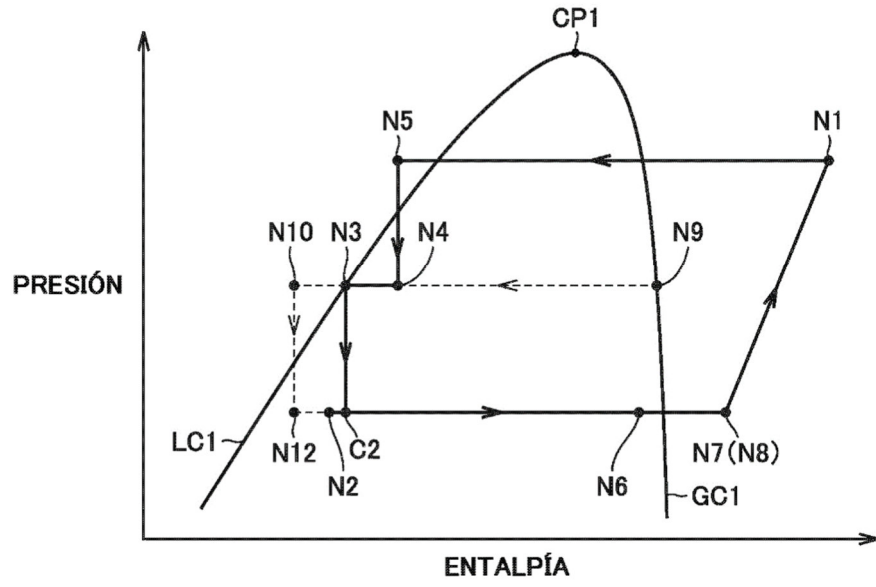 CP1
N5
N1
N10
N3
N4
N9
PRESIÓN
LC1
N12
N2
C2
N6
N7(N8)
GC1
ENTALPÍA